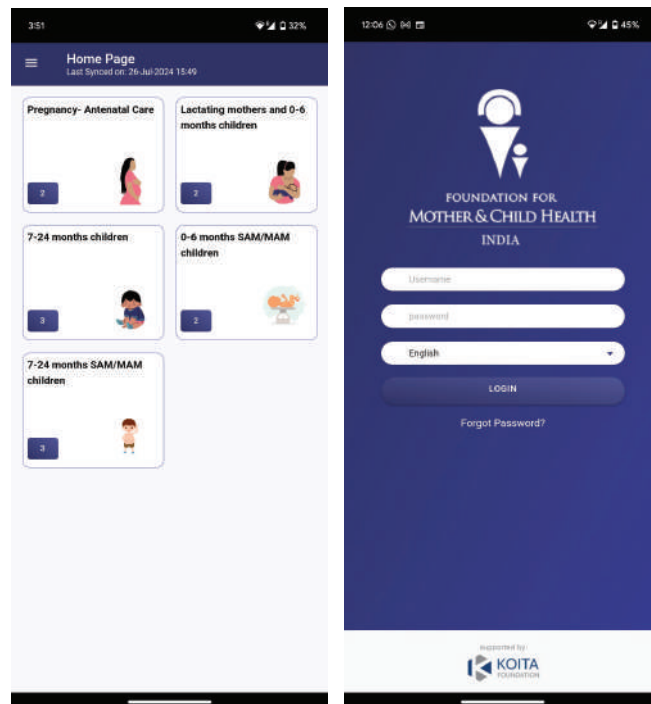 3:51
32%
Home Page
Last Synced on: 26-Jul-2024 15:49
Pregnancy- Antenatal Care
2
Lactating mothers and 0-6
months children
2
7-24 months children
3
0-6 months SAM/MAM
children
2
7-24 months SAM/MAM
children
3
12:06
45%
FOUNDATION FOR
MOTHER & CHILD HEALTH
INDIA
Username
password
English
LOGIN
Forgot Password?
supported by
KOITA
FOUNDATION